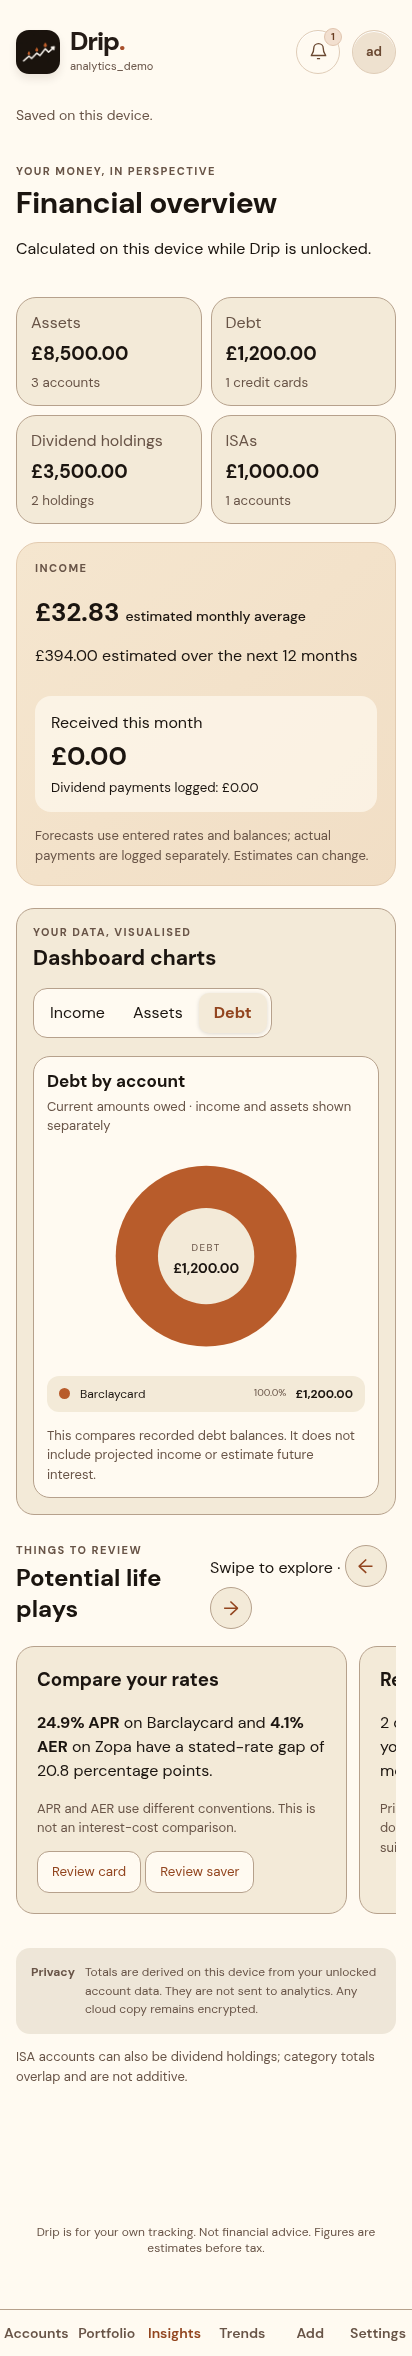 Drip.
analytics_demo
1
ad
Saved on this device.
YOUR MONEY, IN PERSPECTIVE
Financial overview
Calculated on this device while Drip is unlocked.
Assets
£8,500.00
3 accounts
Debt
£1,200.00
1 credit cards
Dividend holdings
£3,500.00
2 holdings
ISAs
£1,000.00
1 accounts
INCOME
£32.83 estimated monthly average
£394.00 estimated over the next 12 months
Received this month
£0.00
Dividend payments logged: £0.00
Forecasts use entered rates and balances; actual
payments are logged separately. Estimates can change.
YOUR DATA, VISUALISED
Dashboard charts
Income Assets Debt
Debt by account
Current amounts owed · income and assets shown
separately
DEBT
£1,200.00
Barclaycard 100.0% £1,200.00
This compares recorded debt balances. It does not
include projected income or estimate future
interest.
THINGS TO REVIEW
Potential life
plays
Swipe to explore · ←
→
Compare your rates
24.9% APR on Barclaycard and 4.1%
AER on Zopa have a stated-rate gap of
20.8 percentage points.
APR and AER use different conventions. This is
not an interest-cost comparison.
Review card Review saver
Re
2
yo
Pri
do
sui
Privacy Totals are derived on this device from your unlocked
account data. They are not sent to analytics. Any
cloud copy remains encrypted.
ISA accounts can also be dividend holdings; category totals
overlap and are not additive.
Drip is for your own tracking. Not financial advice. Figures are
estimates before tax.
Accounts Portfolio Insights Trends Add Settings